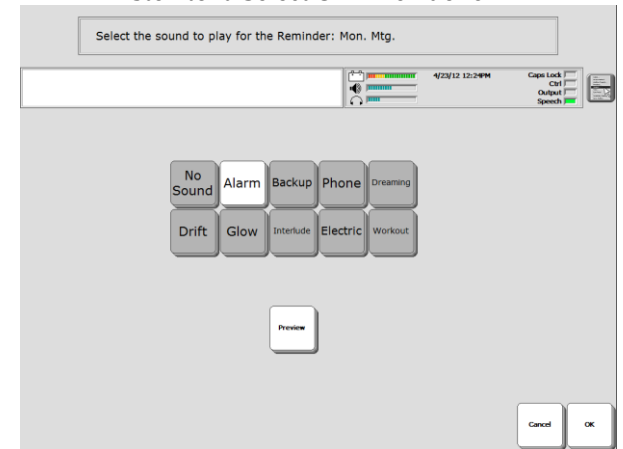 Select the sound to play for the Reminder: Mon. Mtg.
4/23/12 12:24PM
Caps Lock
Ctrl
Output
Speech
No Sound
Alarm
Backup
Phone
Dreaming
Drift
Glow
Interlude
Electric
Workout
Preview
Cancel
OK